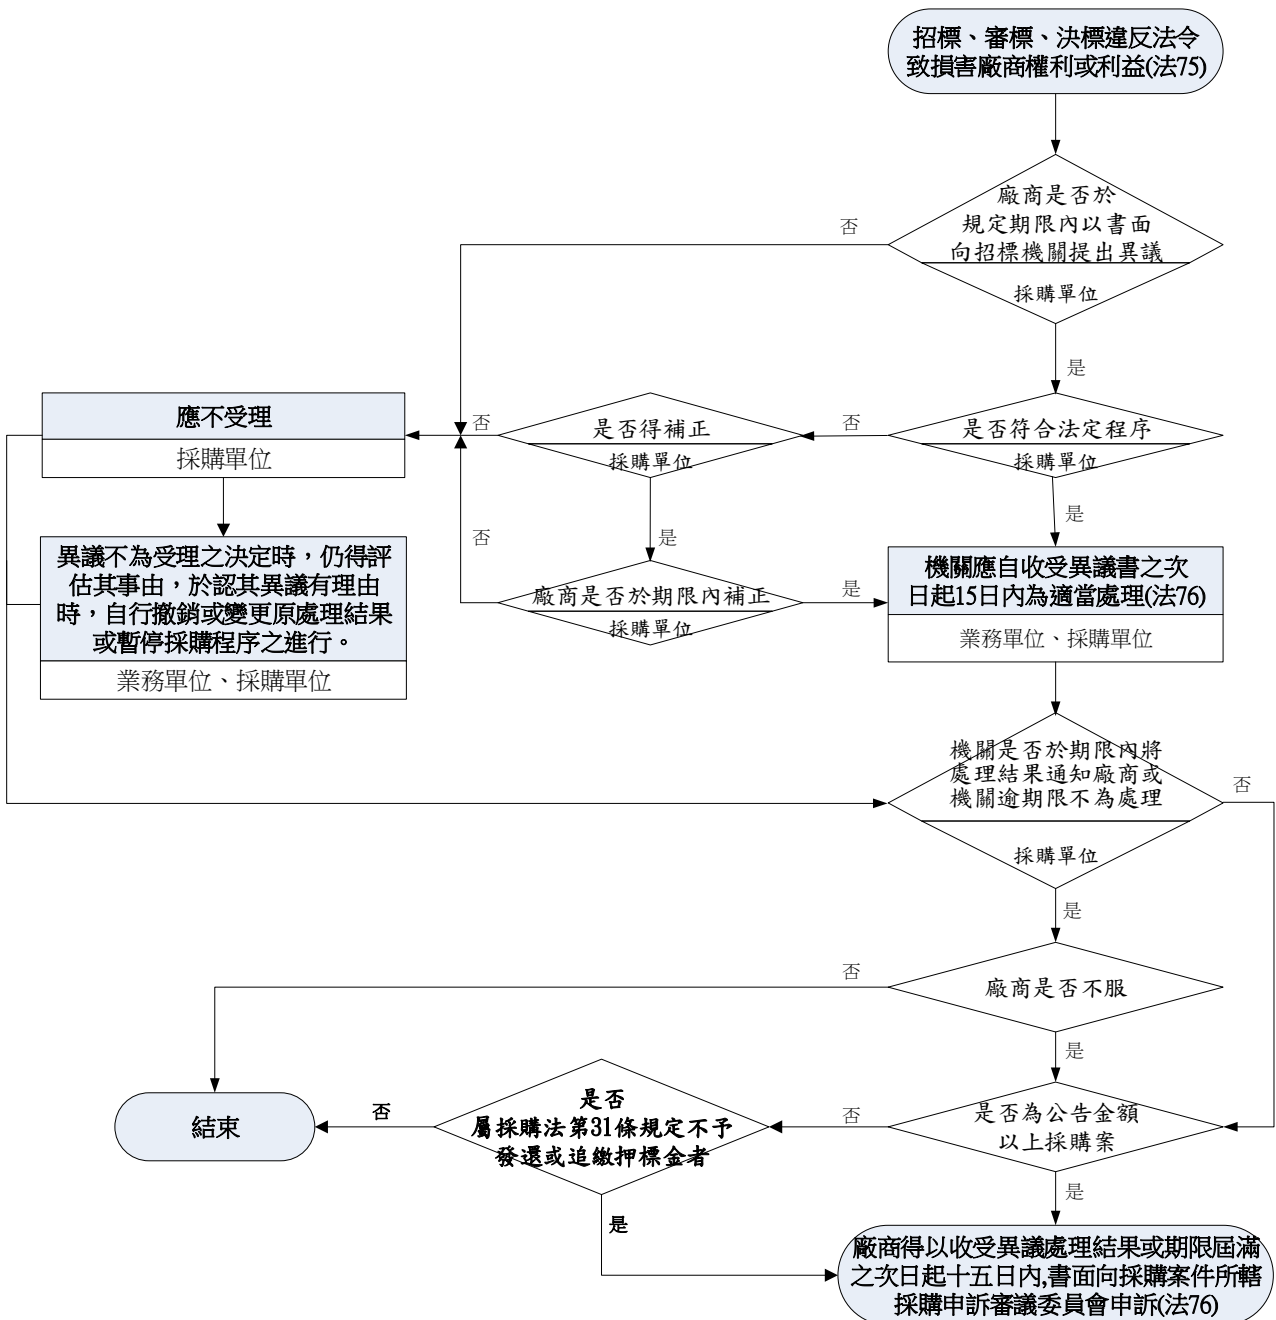 招標、審標、決標違反法令
致損害廠商權利或利益(法75)
廠商是否於
規定期限內以書面
向招標機關提出異議
採購單位
否
是
應不受理
採購單位
否
是否得補正
採購單位
否
是否符合法定程序
採購單位
是
是
否
異議不為受理之決定時，仍得評
估其事由，於認其異議有理由
時，自行撤銷或變更原處理結果
或暫停採購程序之進行。
業務單位、採購單位
廠商是否於期限內補正
採購單位
是
機關應自收受異議書之次
日起15日內為適當處理(法76)
業務單位、採購單位
機關是否於期限內將
處理結果通知廠商或
機關逾期限不為處理
採購單位
否
是
否
廠商是否不服
是
結束
否
是否
屬採購法第31條規定不予
發還或追繳押標金者
否
是否為公告金額
以上採購案
是
是
廠商得以收受異議處理結果或期限屆滿
之次日起十五日內,書面向採購案件所轄
採購申訴審議委員會申訴(法76)